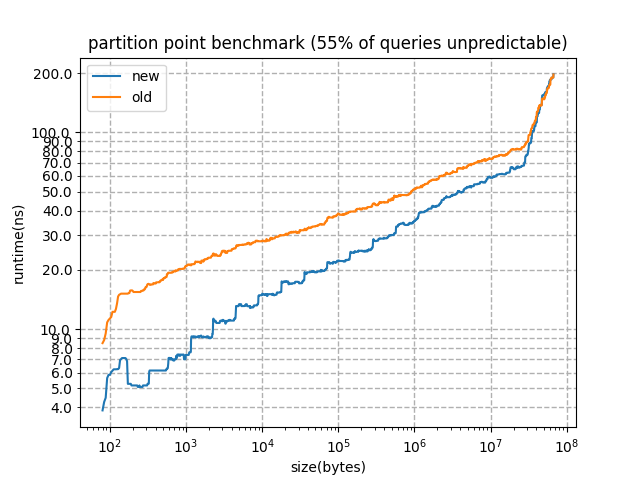 partition point benchmark (55% of queries unpredictable)
new
old
runtime(ns)
200.0
100.0
90.0
80.0
70.0
60.0
50.0
40.0
30.0
20.0
10.0
9.0
8.0
7.0
6.0
5.0
4.0
10² 10³ 10⁴ 10⁵ 10⁶ 10⁷ 10⁸
size(bytes)